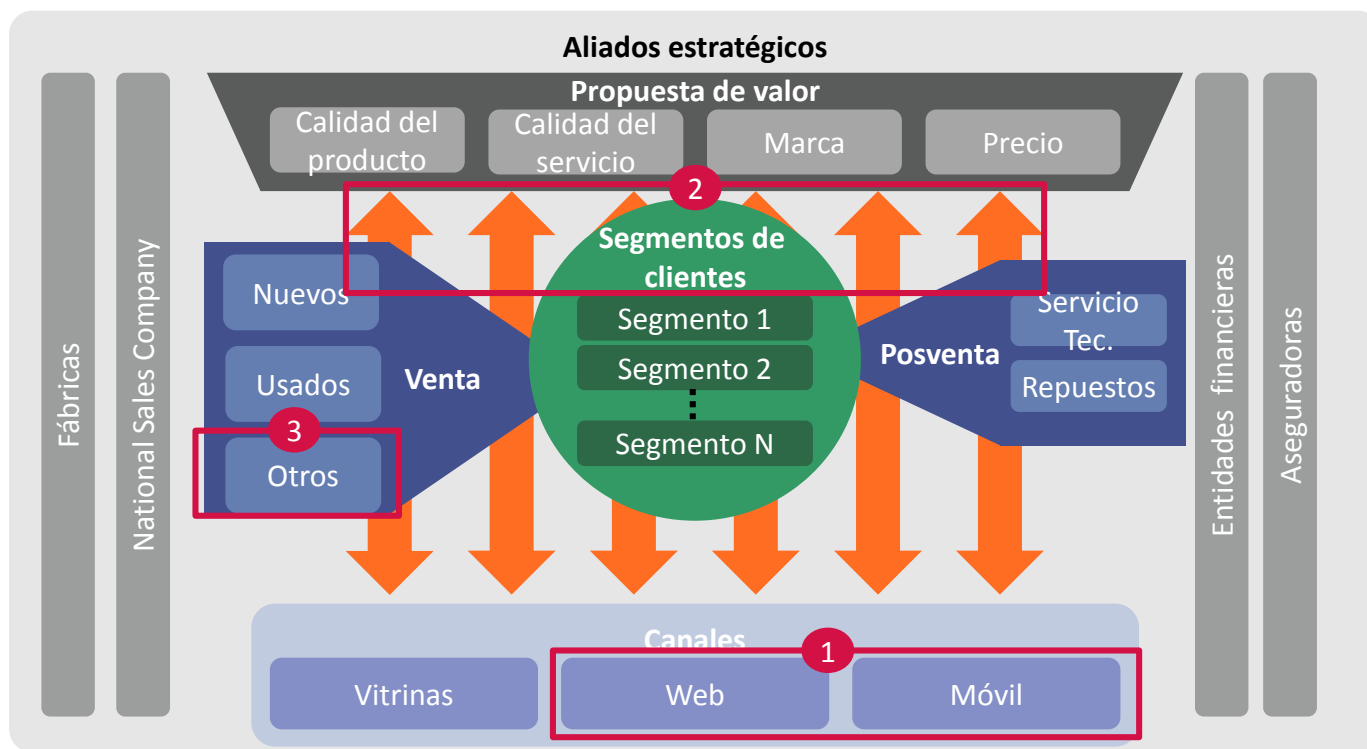 Aliados estratégicos
Propuesta de valor
Calidad del
producto
Calidad del
servicio
Marca
Precio
2
Segmentos de
clientes
Segmento 1
Segmento 2
Segmento N
Nuevos
Usados
3
Otros
Venta
Posventa
Servicio
Tec.
Repuestos
Fábricas
National Sales Company
Entidades financieras
Aseguradoras
Canales
1
Vitrinas
Web
Móvil